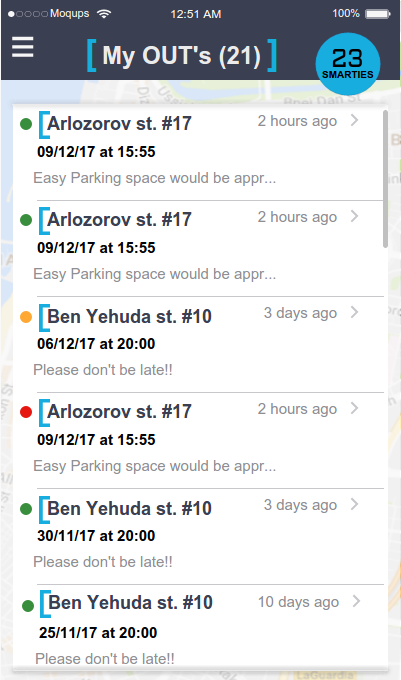 Moqups 12:51 AM 100%
[ My OUT's (21) ]
23
SMARTIES
[Arlozorov st. #17 2 hours ago
09/12/17 at 15:55
Easy Parking space would be appr...
[Arlozorov st. #17 2 hours ago
09/12/17 at 15:55
Easy Parking space would be appr...
[Ben Yehuda st. #10 3 days ago
06/12/17 at 20:00
Please don't be late!!
[Arlozorov st. #17 2 hours ago
09/12/17 at 15:55
Easy Parking space would be appr...
[Ben Yehuda st. #10 3 days ago
30/11/17 at 20:00
Please don't be late!!
[Ben Yehuda st. #10 10 days ago
25/11/17 at 20:00
Please don't be late!!
LaGuardia